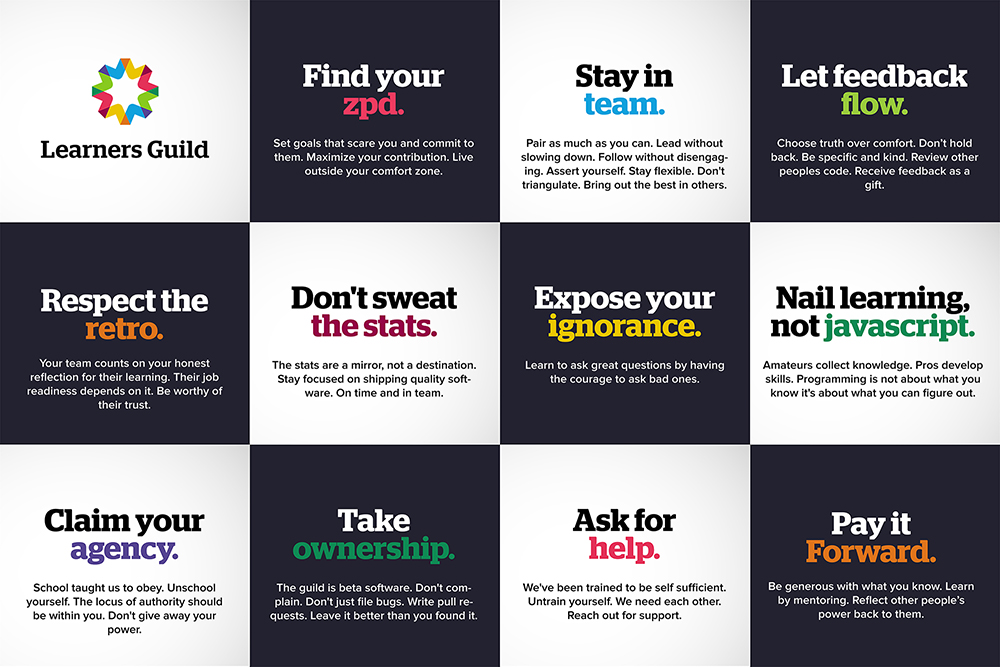 Learners Guild
Find your
zpd.
Set goals that scare you and commit to
them. Maximize your contribution. Live
outside your comfort zone.
Stay in
team.
Pair as much as you can. Lead without
slowing down. Follow without disengag-
ing. Assert yourself. Stay flexible. Don't
triangulate. Bring out the best in others.
Let feedback
flow.
Choose truth over comfort. Don't hold
back. Be specific and kind. Review other
peoples code. Receive feedback as a
gift.
Respect the
retro.
Your team counts on your honest
reflection for their learning. Their job
readiness depends on it. Be worthy of
their trust.
Don't sweat
the stats.
The stats are a mirror, not a destination.
Stay focused on shipping quality soft-
ware. On time and in team.
Expose your
ignorance.
Learn to ask great questions by having
the courage to ask bad ones.
Nail learning,
not javascript.
Amateurs collect knowledge. Pros develop
skills. Programming is not about what you
know it's about what you can figure out.
Claim your
agency.
School taught us to obey. Unschool
yourself. The locus of authority should
be within you. Don't give away your
power.
Take
ownership.
The guild is beta software. Don't com-
plain. Don't just file bugs. Write pull re-
quests. Leave it better than you found it.
Ask for
help.
We've been trained to be self sufficient.
Untrain yourself. We need each other.
Reach out for support.
Pay it
Forward.
Be generous with what you know. Learn
by mentoring. Reflect other people's
power back to them.